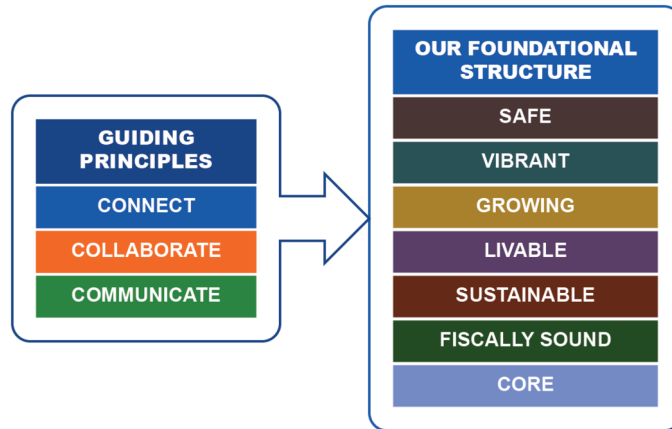 GUIDING
PRINCIPLES
CONNECT
COLLABORATE
COMMUNICATE
OUR FOUNDATIONAL
STRUCTURE
SAFE
VIBRANT
GROWING
LIVABLE
SUSTAINABLE
FISCALLY SOUND
CORE